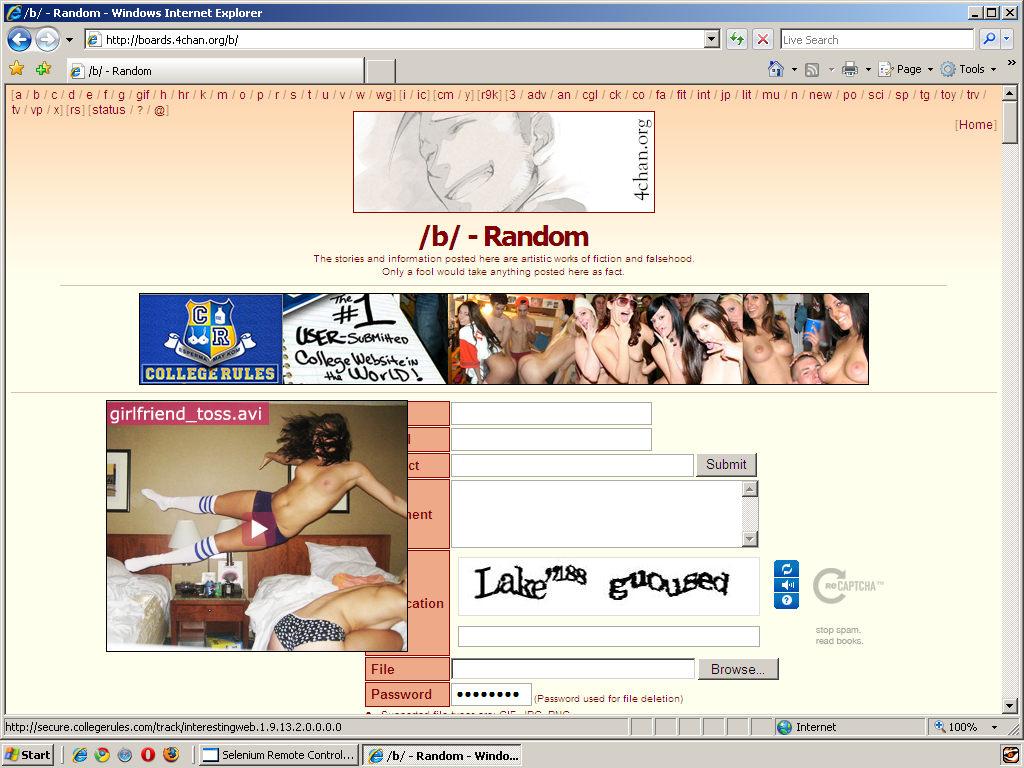 /b/ - Random - Windows Internet Explorer
http://boards.4chan.org/b/
Live Search
/b/ - Random
Page
Tools
[a / b / c / d / e / f / g / gif / h / hr / k / m / o / p / r / s / t / u / v / w / wg] [i / ic] [cm / y] [r9k] [3 / adv / an / cgl / ck / co / fa / fit / int / jp / lit / mu / n / new / po / sci / sp / tg / toy / trv /
tv / vp / x] [rs] [status / ? / @]
[Home]
4chan.org
/b/ - Random
The stories and information posted here are artistic works of fiction and falsehood.
Only a fool would take anything posted here as fact.
CR
COLLEGE RULES
The
#1
USER-SUBMITTED
COLLEGE WEBSITE IN
the WORLD!
girlfriend_toss.avi
ct
Submit
ment
cation
Lake
stop spam.
read books.
reCAPTCHA™
File
Browse...
Password
(Password used for file deletion)
Supported file types are: GIF, JPG, PNG
http://secure.collegerules.com/track/interestingweb.1.9.13.2.0.0.0.0
Internet
100%
Start
Selenium Remote Control...
/b/ - Random - Windo...